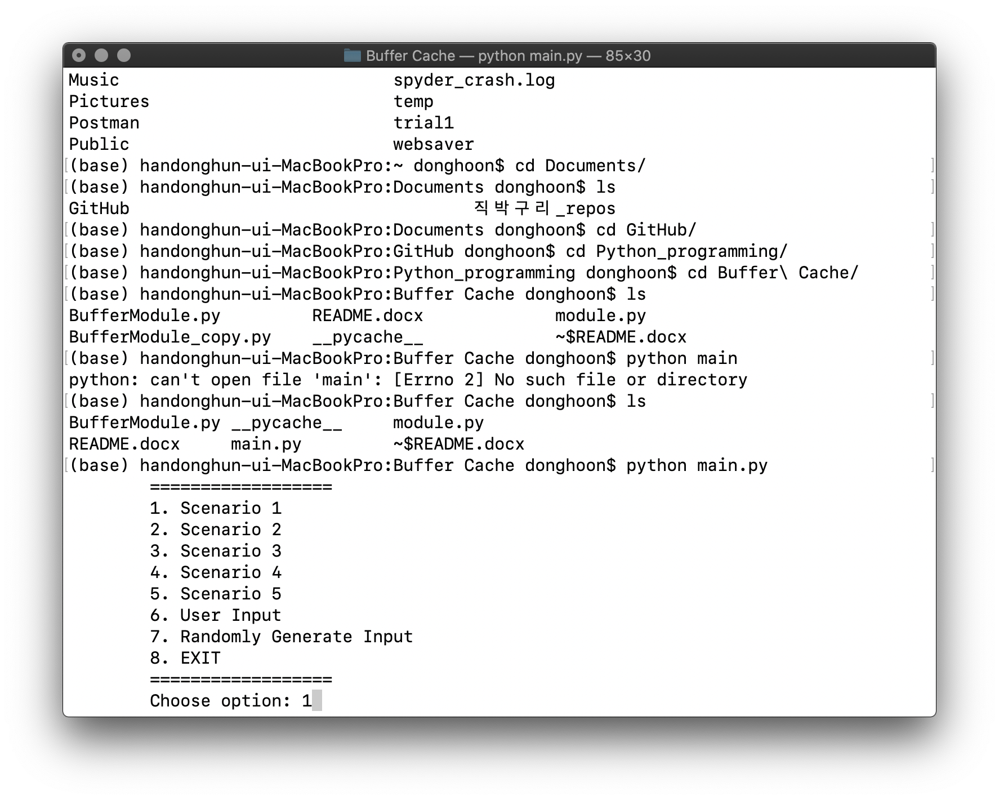 Buffer Cache — python main.py — 85×30
Music spyder_crash.log
Pictures temp
Postman trial1
Public websaver
[(base) handonghun-ui-MacBookPro:~ donghoon$ cd Documents/ ]
[(base) handonghun-ui-MacBookPro:Documents donghoon$ ls ]
GitHub 직박구리_repos
[(base) handonghun-ui-MacBookPro:Documents donghoon$ cd GitHub/ ]
[(base) handonghun-ui-MacBookPro:GitHub donghoon$ cd Python_programming/ ]
[(base) handonghun-ui-MacBookPro:Python_programming donghoon$ cd Buffer\ Cache/ ]
[(base) handonghun-ui-MacBookPro:Buffer Cache donghoon$ ls ]
BufferModule.py README.docx module.py
BufferModule_copy.py __pycache__ ~$README.docx
[(base) handonghun-ui-MacBookPro:Buffer Cache donghoon$ python main ]
python: can't open file 'main': [Errno 2] No such file or directory
[(base) handonghun-ui-MacBookPro:Buffer Cache donghoon$ ls ]
BufferModule.py __pycache__ module.py
README.docx main.py ~$README.docx
[(base) handonghun-ui-MacBookPro:Buffer Cache donghoon$ python main.py ]
==================
1. Scenario 1
2. Scenario 2
3. Scenario 3
4. Scenario 4
5. Scenario 5
6. User Input
7. Randomly Generate Input
8. EXIT
==================
Choose option: 1